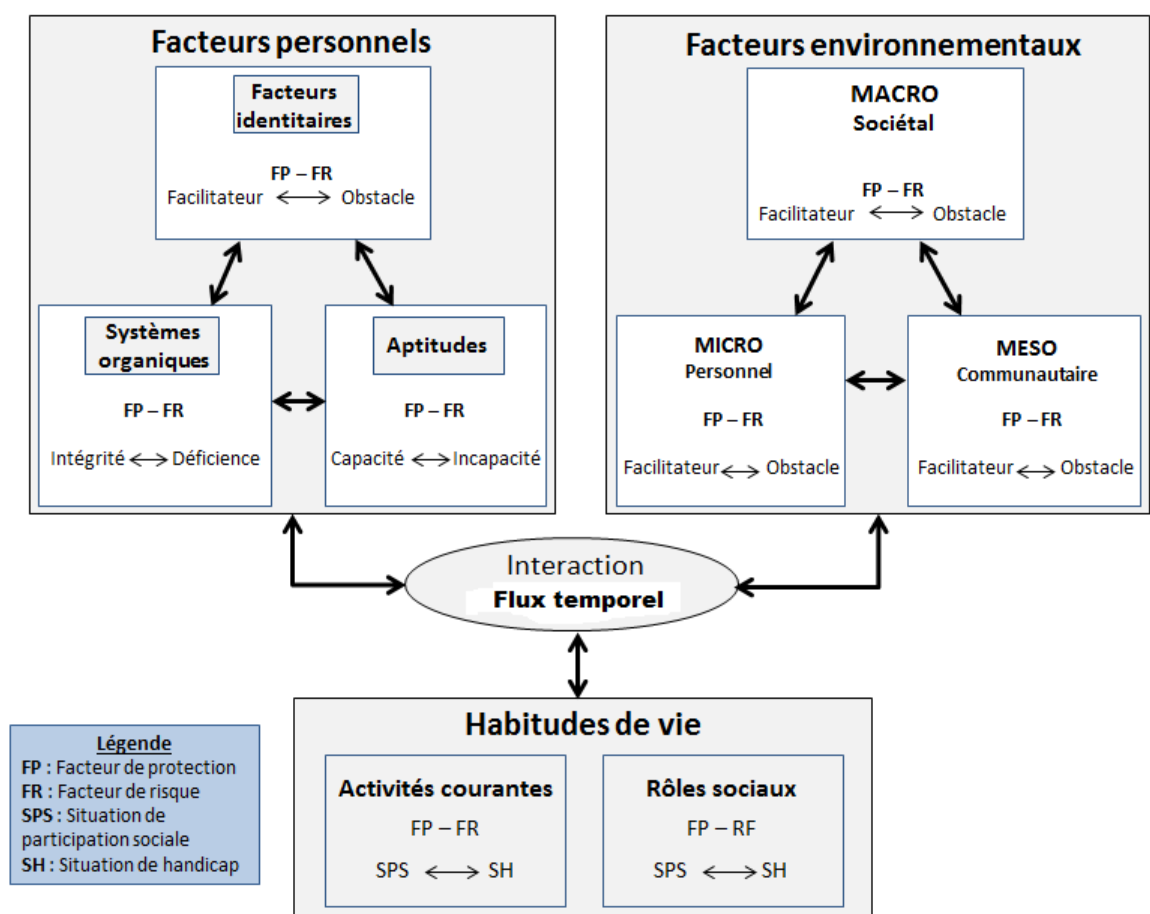 Facteurs personnels
Facteurs
identitaires
FP – FR
Facilitateur
Obstacle
Systèmes
organiques
FP – FR
Intégrité
Déficience
Aptitudes
FP – FR
Capacité
Incapacité
Facteurs environnementaux
MACRO
Sociétal
FP – FR
Facilitateur
Obstacle
MICRO
Personnel
FP – FR
Facilitateur
Obstacle
MESO
Communautaire
FP – FR
Facilitateur
Obstacle
Interaction
Flux temporel
Habitudes de vie
Activités courantes
FP – FR
SPS
SH
Rôles sociaux
FP – RF
SPS
SH
Légende
FP : Facteur de protection
FR : Facteur de risque
SPS : Situation de
participation sociale
SH : Situation de handicap